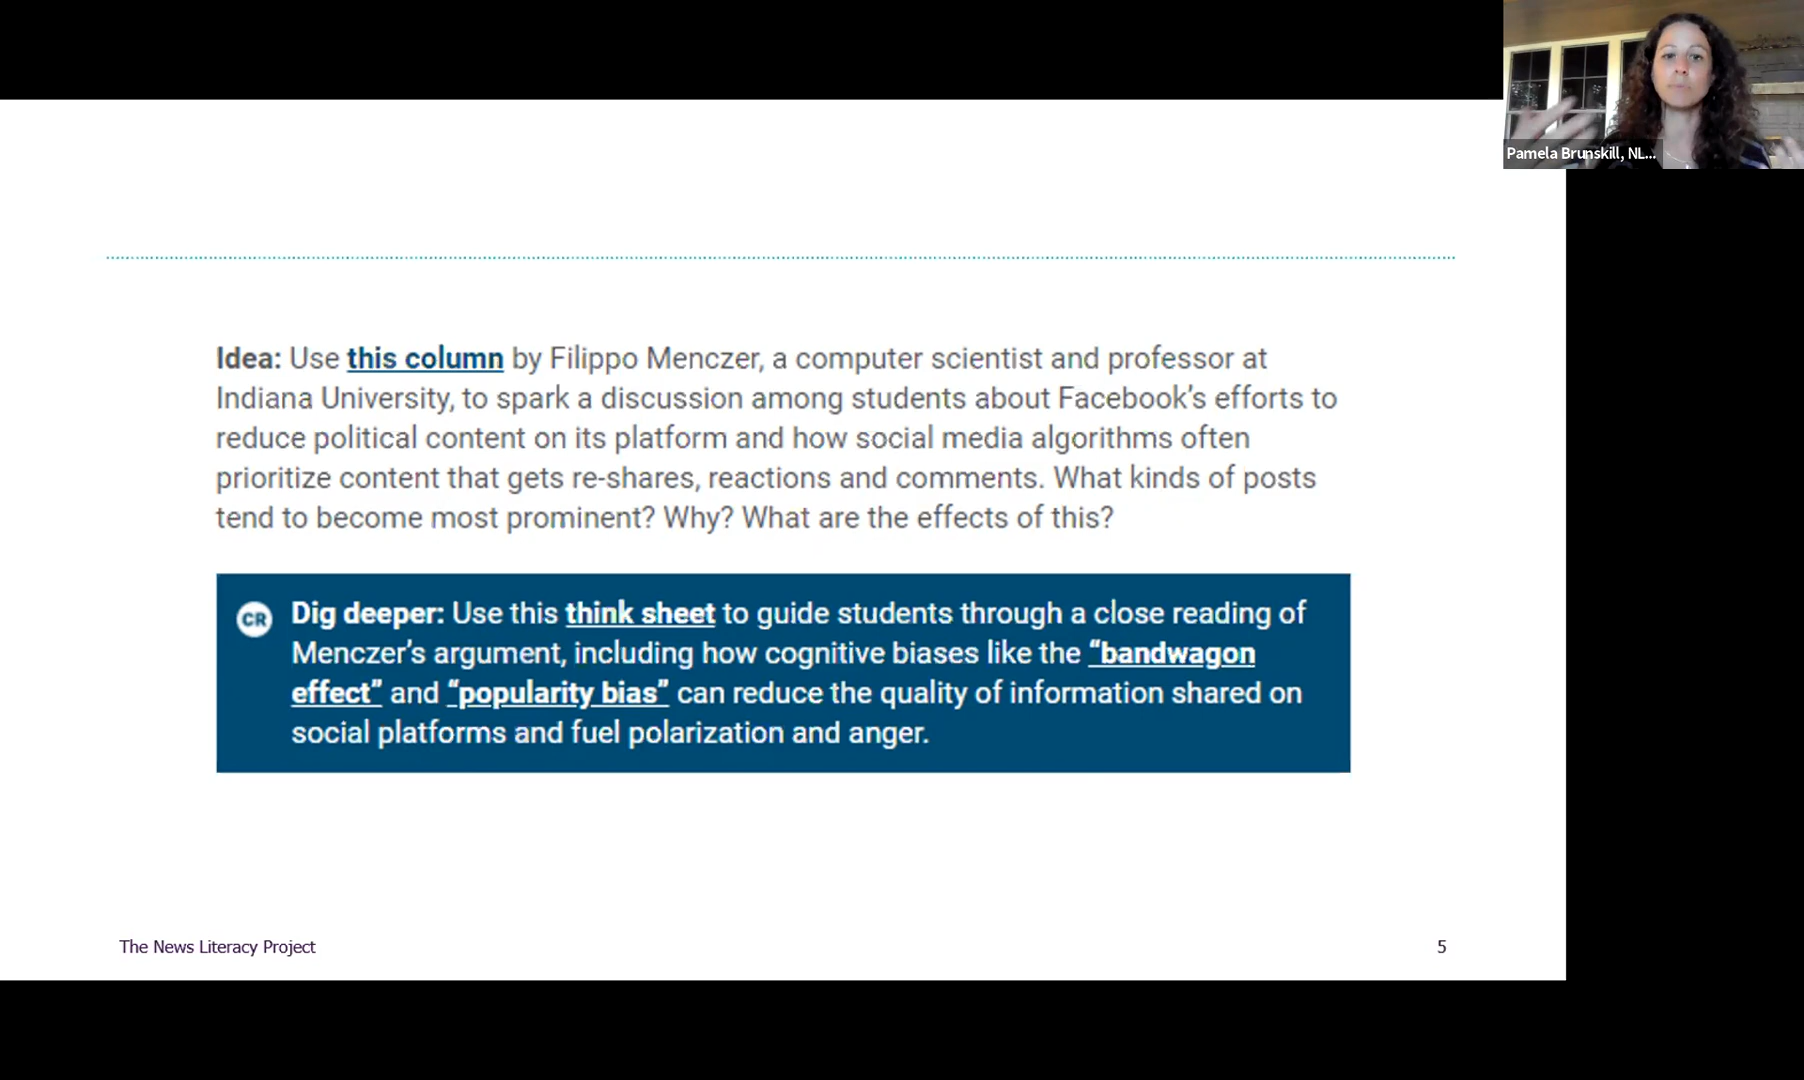 Pamela Brunskill, NL...
Idea: Use this column by Filippo Menczer, a computer scientist and professor at
Indiana University, to spark a discussion among students about Facebook’s efforts to
reduce political content on its platform and how social media algorithms often
prioritize content that gets re-shares, reactions and comments. What kinds of posts
tend to become most prominent? Why? What are the effects of this?
CR
Dig deeper: Use this think sheet to guide students through a close reading of
Menczer’s argument, including how cognitive biases like the “bandwagon
effect” and “popularity bias” can reduce the quality of information shared on
social platforms and fuel polarization and anger.
The News Literacy Project
5